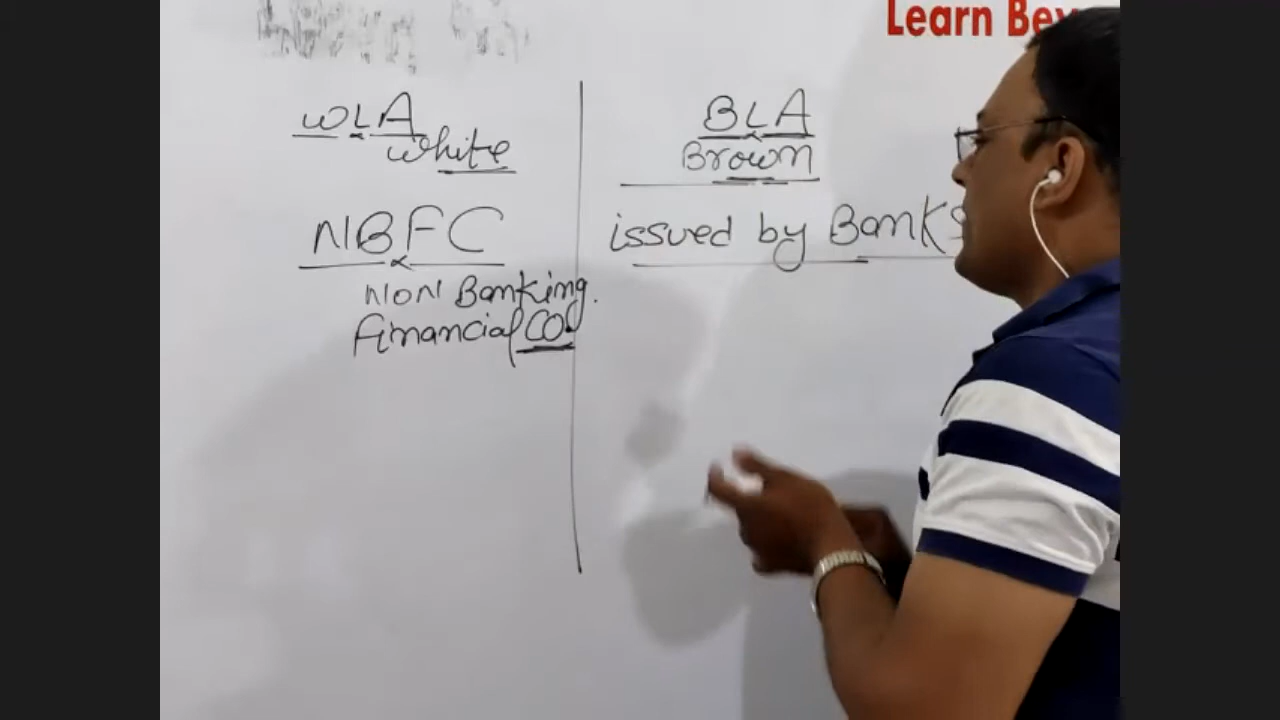 Learn Bey
WLA
White
NBFC
NON Banking.
Financial CO.
BLA
Brown
issued by Banks